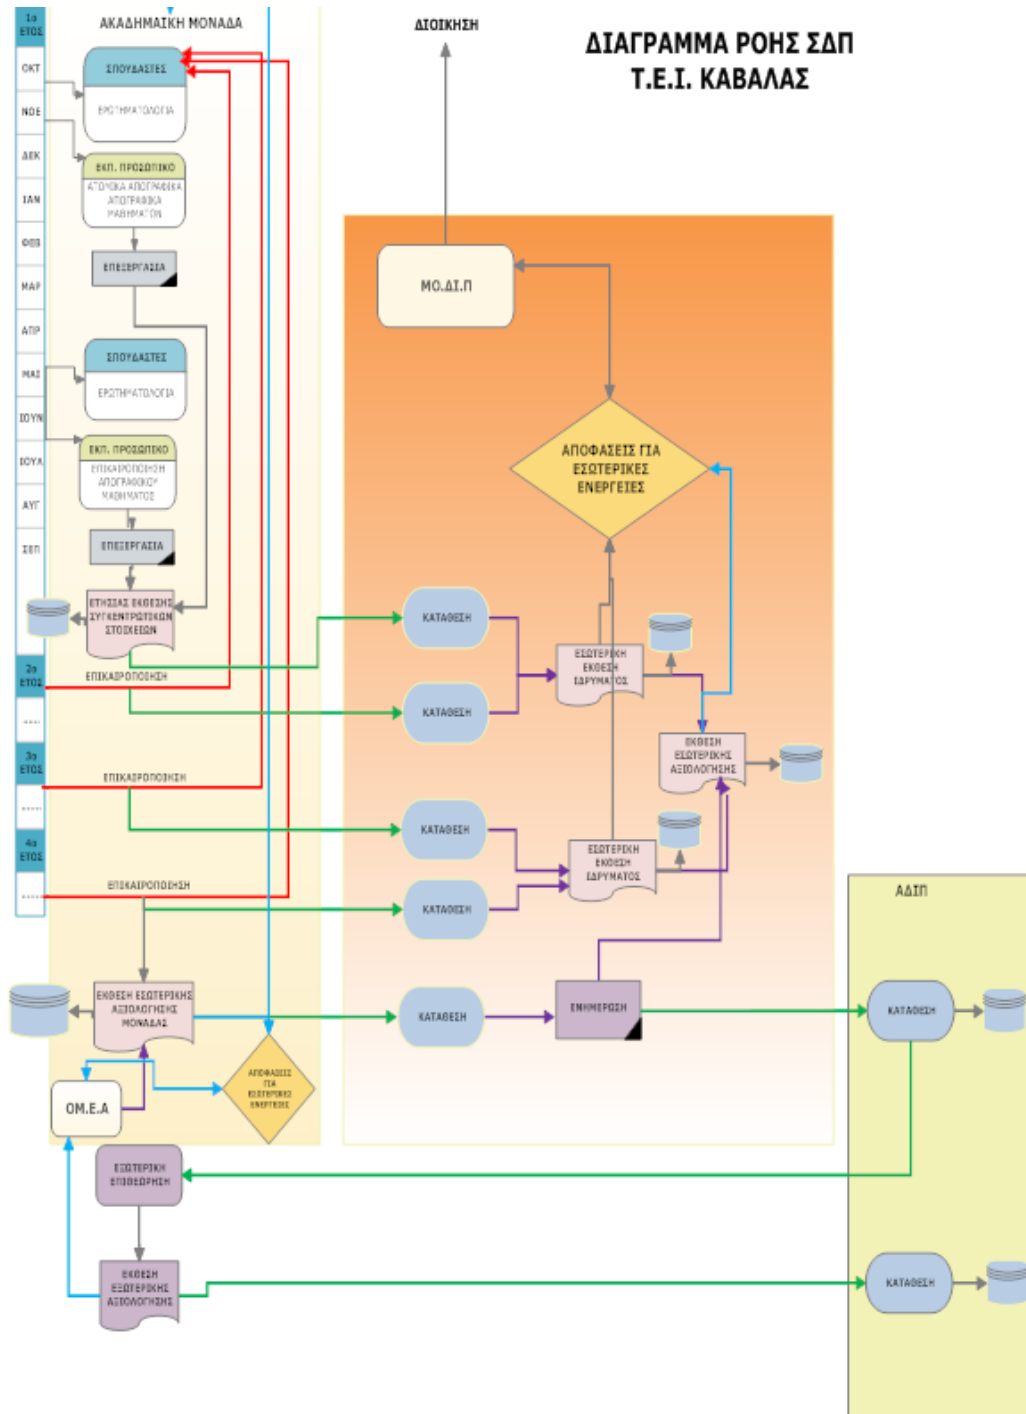 ΔΙΑΓΡΑΜΜΑ ΡΟΗΣ ΣΔΠ
Τ.Ε.Ι. ΚΑΒΑΛΑΣ
ΔΙΟΙΚΗΣΗ
ΑΚΑΔΗΜΑΙΚΗ ΜΟΝΑΔΑ
1ο
ΕΤΟΣ
ΟΚΤ
ΝΟΕ
ΔΕΚ
ΙΑΝ
ΦΕΒ
ΜΑΡ
ΑΠΡ
ΜΑΙ
ΙΟΥΝ
ΙΟΥΛ
ΑΥΓ
ΣΕΠ
2ο
ΕΤΟΣ
.....
3ο
ΕΤΟΣ
.....
4ο
ΕΤΟΣ
.....
ΣΠΟΥΔΑΣΤΕΣ
ΕΡΩΤΗΜΑΤΟΛΟΓΙΑ
ΕΚΠ. ΠΡΟΣΩΠΙΚΟ
ΑΤΟΜΙΚΑ ΑΠΟΓΡΑΦΙΚΑ
ΑΠΟΓΡΑΦΙΚΑ
ΜΑΘΗΜΑΤΩΝ
ΕΠΕΞΕΡΓΑΣΙΑ
ΣΠΟΥΔΑΣΤΕΣ
ΕΡΩΤΗΜΑΤΟΛΟΓΙΑ
ΕΚΠ. ΠΡΟΣΩΠΙΚΟ
ΕΠΙΚΑΙΡΟΠΟΙΗΣΗ
ΑΠΟΓΡΑΦΙΚΟΥ
ΜΑΘΗΜΑΤΟΣ
ΕΠΕΞΕΡΓΑΣΙΑ
ΕΤΗΣΙΑΣ ΕΚΘΕΣΗΣ
ΣΥΓΚΕΝΤΡΩΤΙΚΩΝ
ΣΤΟΙΧΕΙΩΝ
ΕΠΙΚΑΙΡΟΠΟΙΗΣΗ
ΕΠΙΚΑΙΡΟΠΟΙΗΣΗ
ΕΠΙΚΑΙΡΟΠΟΙΗΣΗ
ΕΚΘΕΣΗ ΕΣΩΤΕΡΙΚΗΣ
ΑΞΙΟΛΟΓΗΣΗΣ
ΜΟΝΑΔΑΣ
ΑΠΟΦΑΣΕΙΣ
ΓΙΑ
ΕΣΩΤΕΡΙΚΕΣ
ΕΝΕΡΓΕΙΕΣ
ΟΜ.Ε.Α
ΕΞΩΤΕΡΙΚΗ
ΕΠΙΘΕΩΡΗΣΗ
ΕΚΘΕΣΗ
ΕΞΩΤΕΡΙΚΗΣ
ΑΞΙΟΛΟΓΗΣΗΣ
ΜΟ.ΔΙ.Π
ΑΠΟΦΑΣΕΙΣ ΓΙΑ
ΕΣΩΤΕΡΙΚΕΣ
ΕΝΕΡΓΕΙΕΣ
ΚΑΤΑΘΕΣΗ
ΚΑΤΑΘΕΣΗ
ΕΣΩΤΕΡΙΚΗ
ΕΚΘΕΣΗ
ΙΔΡΥΜΑΤΟΣ
ΕΚΘΕΣΗ
ΕΣΩΤΕΡΙΚΗΣ
ΑΞΙΟΛΟΓΗΣΗΣ
ΚΑΤΑΘΕΣΗ
ΚΑΤΑΘΕΣΗ
ΕΣΩΤΕΡΙΚΗ
ΕΚΘΕΣΗ
ΙΔΡΥΜΑΤΟΣ
ΚΑΤΑΘΕΣΗ
ΕΝΗΜΕΡΩΣΗ
ΑΔΙΠ
ΚΑΤΑΘΕΣΗ
ΚΑΤΑΘΕΣΗ